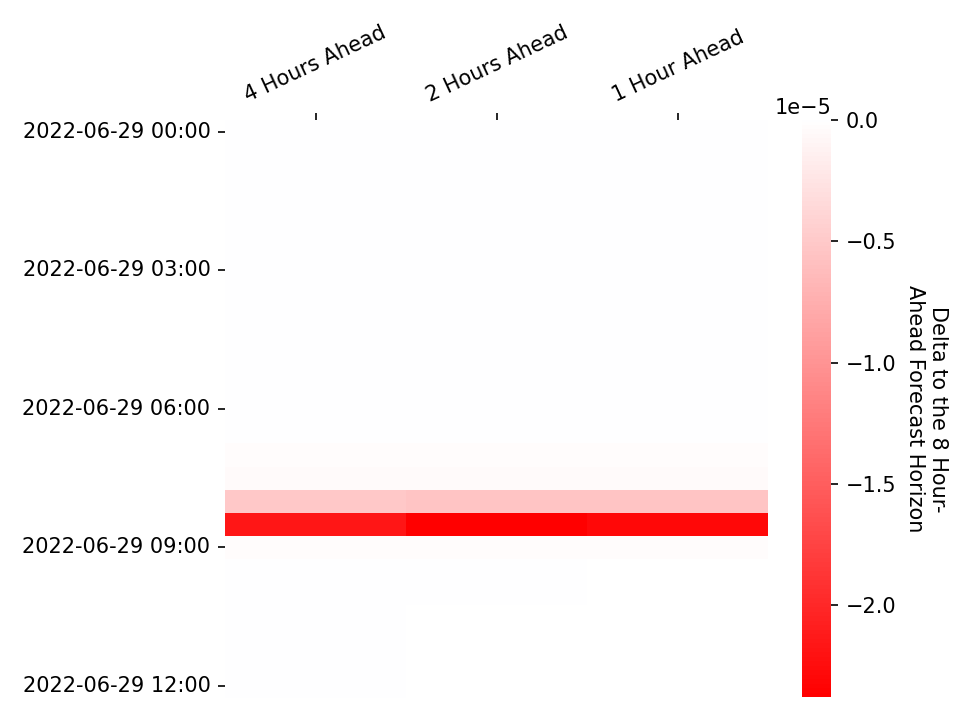 4 Hours Ahead
2 Hours Ahead
1 Hour Ahead
1e−5
2022-06-29 00:00
2022-06-29 03:00
2022-06-29 06:00
2022-06-29 09:00
2022-06-29 12:00
0.0
−0.5
−1.0
−1.5
−2.0
Delta to the 8 Hour-
Ahead Forecast Horizon